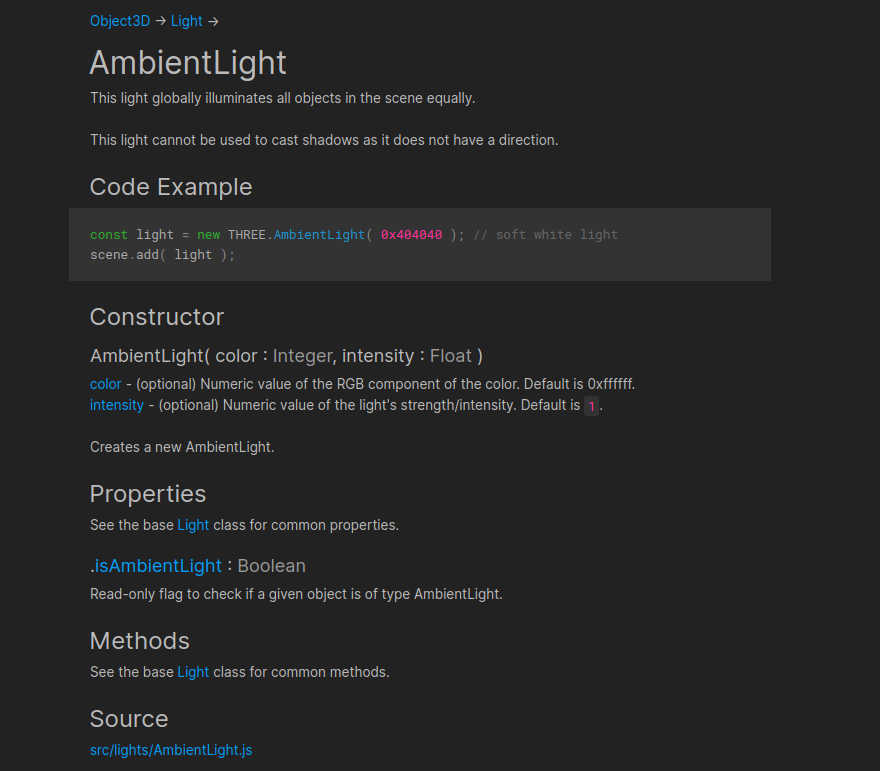 Object3D → Light →
AmbientLight
This light globally illuminates all objects in the scene equally.
This light cannot be used to cast shadows as it does not have a direction.
Code Example
const light = new THREE.AmbientLight( 0x404040 ); // soft white light
scene.add( light );
Constructor
AmbientLight( color : Integer, intensity : Float )
color - (optional) Numeric value of the RGB component of the color. Default is 0xffffff.
intensity - (optional) Numeric value of the light's strength/intensity. Default is 1.
Creates a new AmbientLight.
Properties
See the base Light class for common properties.
.isAmbientLight : Boolean
Read-only flag to check if a given object is of type AmbientLight.
Methods
See the base Light class for common methods.
Source
src/lights/AmbientLight.js